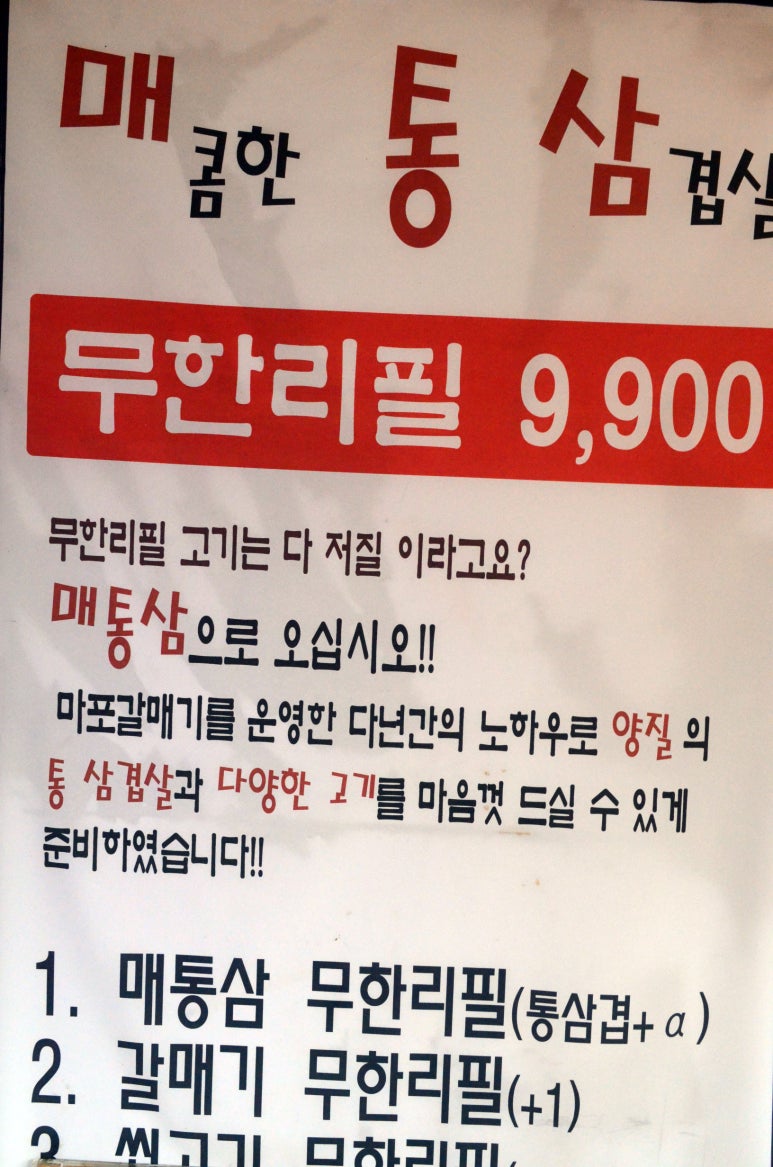 매콤한 통삼겹살
무한리필 9,900
무한리필 고기는 다 저질 이라고요?
매통삼으로 오십시오!!
마포갈매기를 운영한 다년간의 노하우로 양질 의
통 삼겹살과 다양한 고기를 마음껏 드실 수 있게
준비하였습니다!!
1. 매통삼 무한리필(통삼겹+α)
2. 갈매기 무한리필(+1)
3. 무한리필(